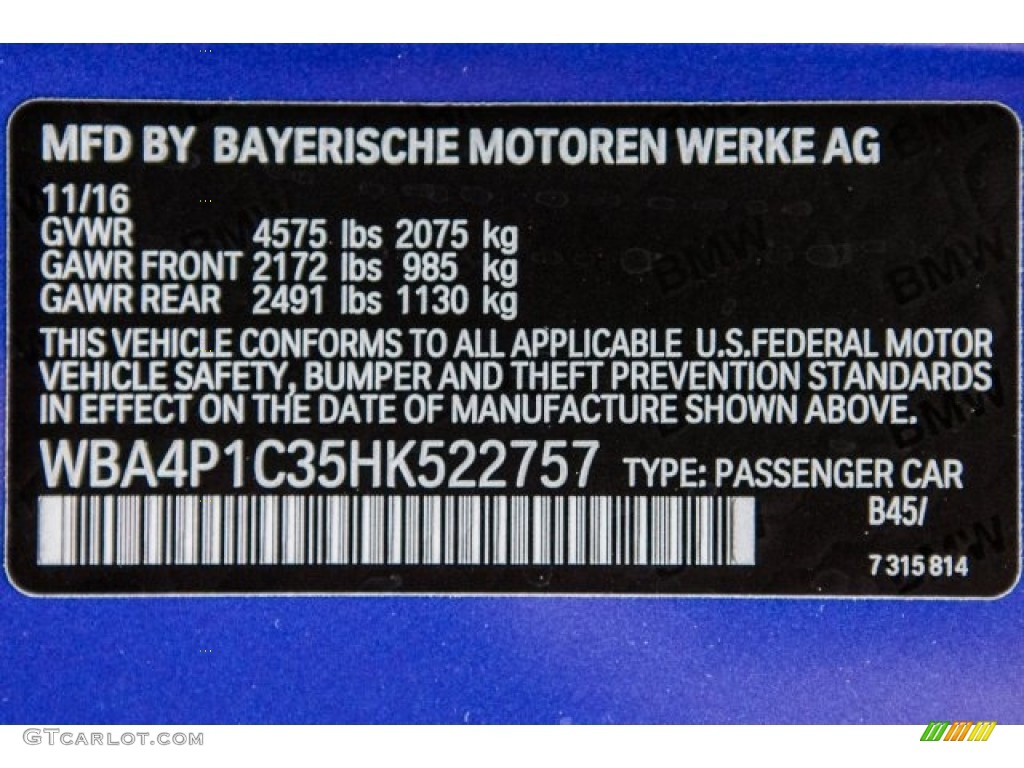 MFD BY BAYERISCHE MOTOREN WERKE AG
11/16
GVWR 4575 lbs 2075 kg
GAWR FRONT 2172 lbs 985 kg
GAWR REAR 2491 lbs 1130 kg
THIS VEHICLE CONFORMS TO ALL APPLICABLE U.S.FEDERAL MOTOR
VEHICLE SAFETY, BUMPER AND THEFT PREVENTION STANDARDS
IN EFFECT ON THE DATE OF MANUFACTURE SHOWN ABOVE.
WBA4P1C35HK522757 TYPE: PASSENGER CAR
B45/
7 315 814
GTCARLOT.COM